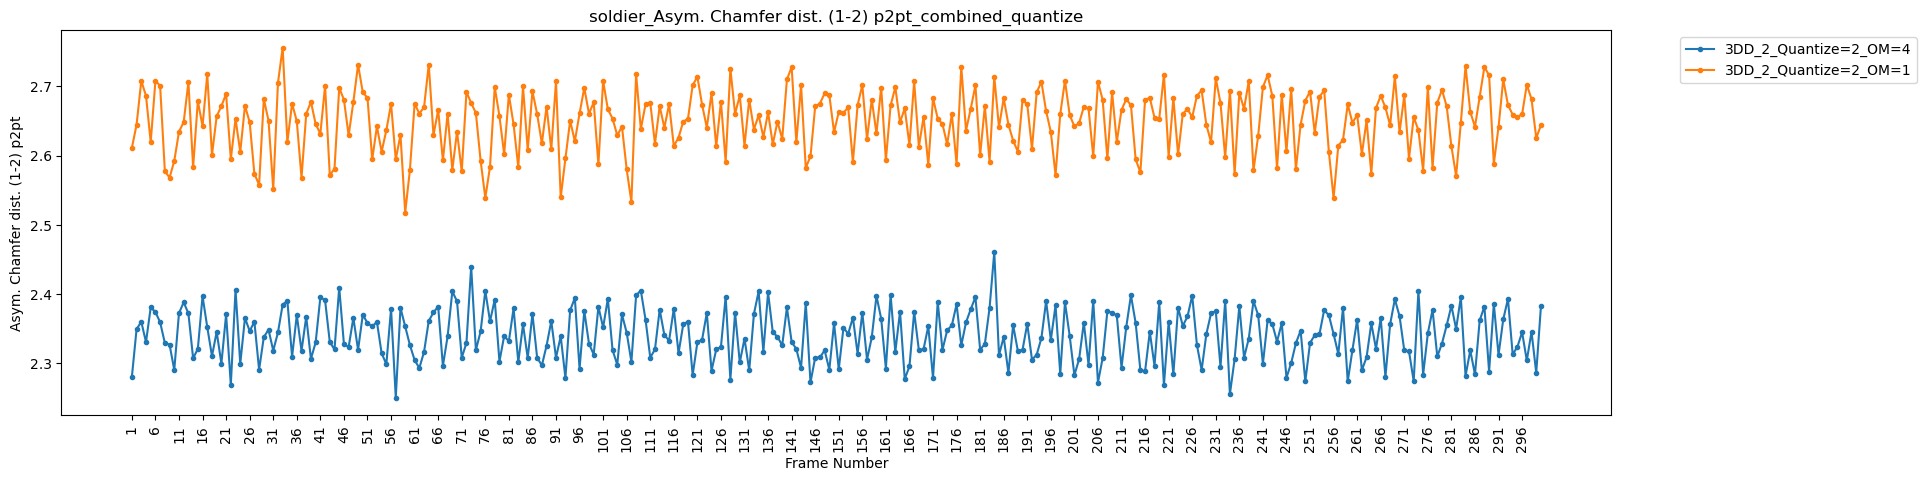 soldier_Asym. Chamfer dist. (1-2) p2pt_combined_quantize
3DD_2_Quantize=2_OM=4
3DD_2_Quantize=2_OM=1
Asym. Chamfer dist. (1-2) p2pt
2.7
2.6
2.5
2.4
2.3
1 6 11 16 21 26 31 36 41 46 51 56 61 66 71 76 81 86 91 96 101 106 111 116 121 126 131 136 141 146 151 156 161 166 171 176 181 186 191 196 201 206 211 216 221 226 231 236 241 246 251 256 261 266 271 276 281 286 291 296
Frame Number